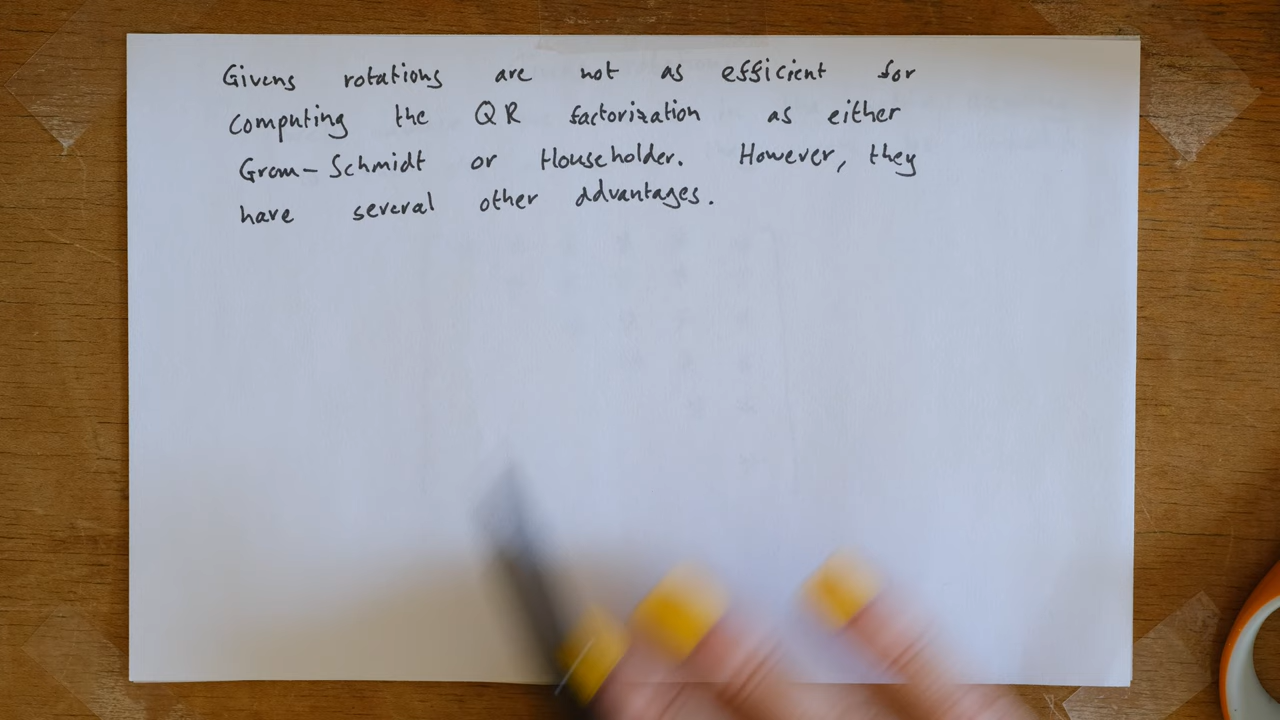 Givens rotations are not as efficient for
computing the QR factorization as either
Gram-Schmidt or Householder. However, they
have several other advantages.